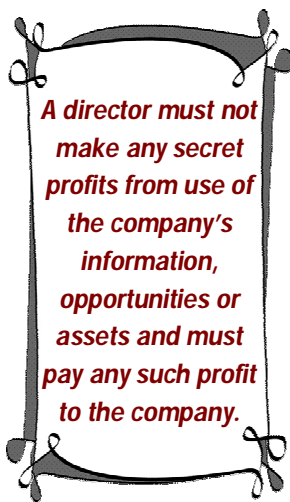 A director must not
make any secret
profits from use of
the company's
information,
opportunities or
assets and must
pay any such profit
to the company.